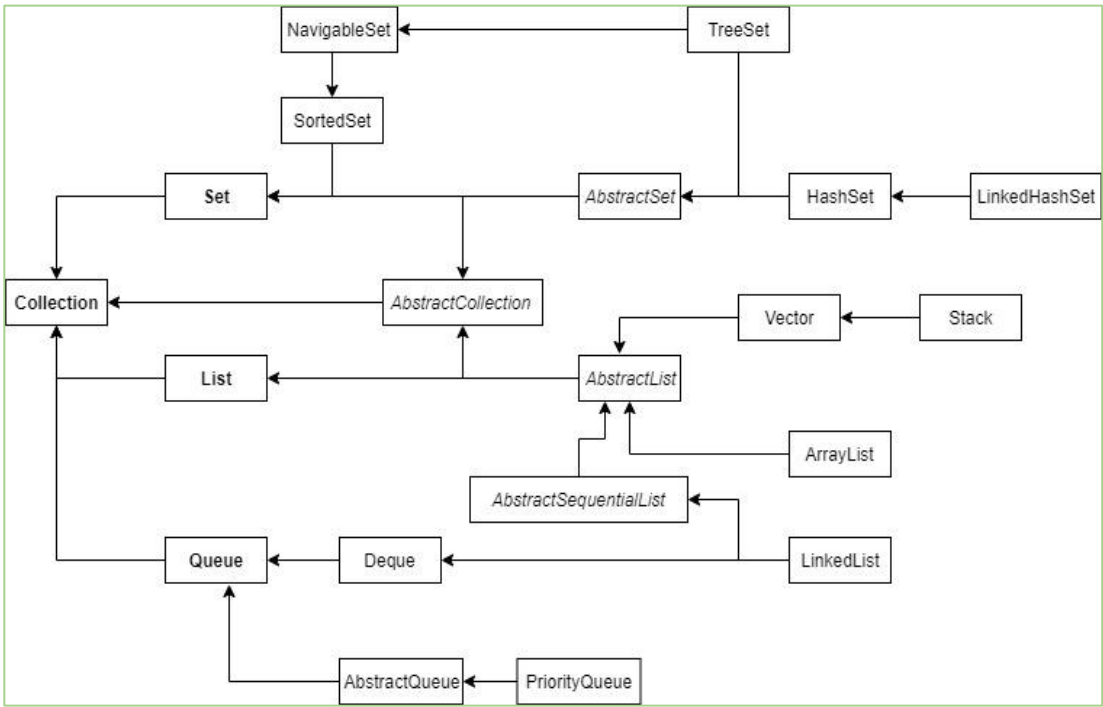 NavigableSet
TreeSet
SortedSet
Set
AbstractSet
HashSet
LinkedHashSet
Collection
AbstractCollection
Vector
Stack
List
AbstractList
ArrayList
AbstractSequentialList
Queue
Deque
LinkedList
AbstractQueue
PriorityQueue